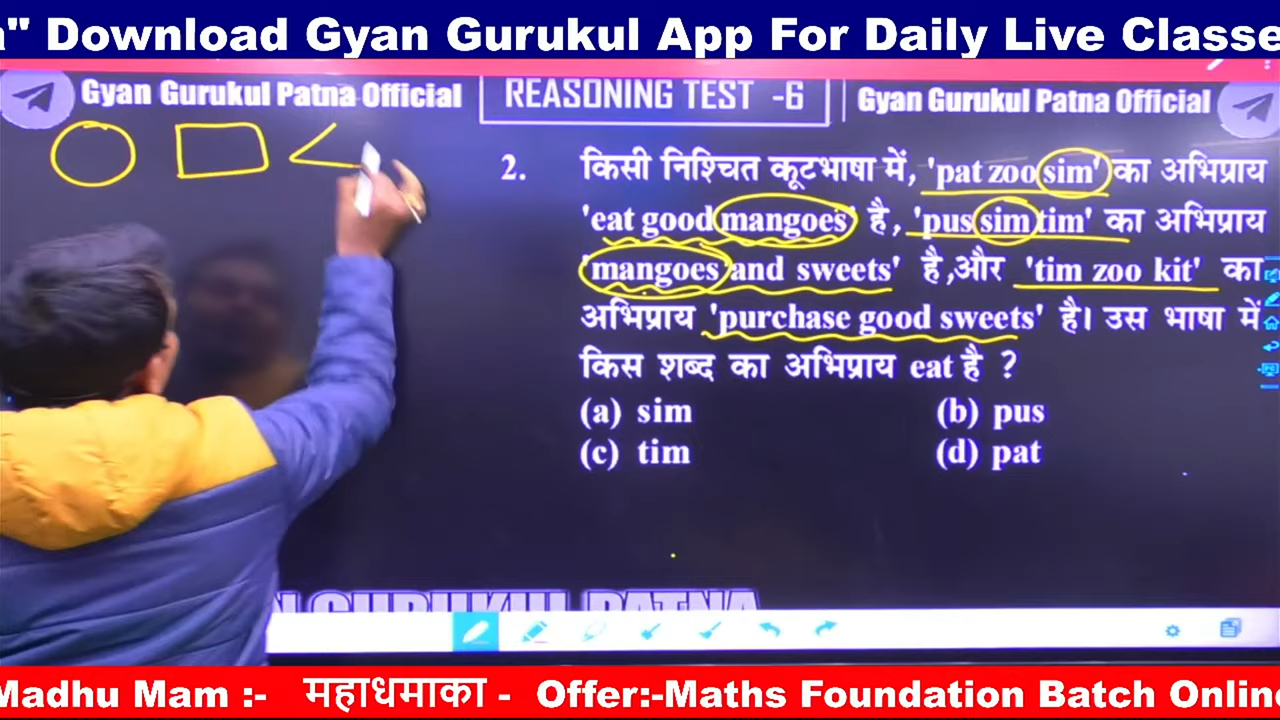 a" Download Gyan Gurukul App For Daily Live Classe
Gyan Gurukul Patna Official
REASONING TEST -6
Gyan Gurukul Patna Official
2. किसी निश्चित कूटभाषा में, 'pat zoo sim' का अभिप्राय
'eat good mangoes' है, 'pus sim tim' का अभिप्राय
'mangoes and sweets' है,और 'tim zoo kit' का
अभिप्राय 'purchase good sweets' है। उस भाषा में
किस शब्द का अभिप्राय eat है ?
(a) sim (b) pus
(c) tim (d) pat
GURUKUL PATNA
Madhu Mam :- महाधमाका - Offer:-Maths Foundation Batch Online